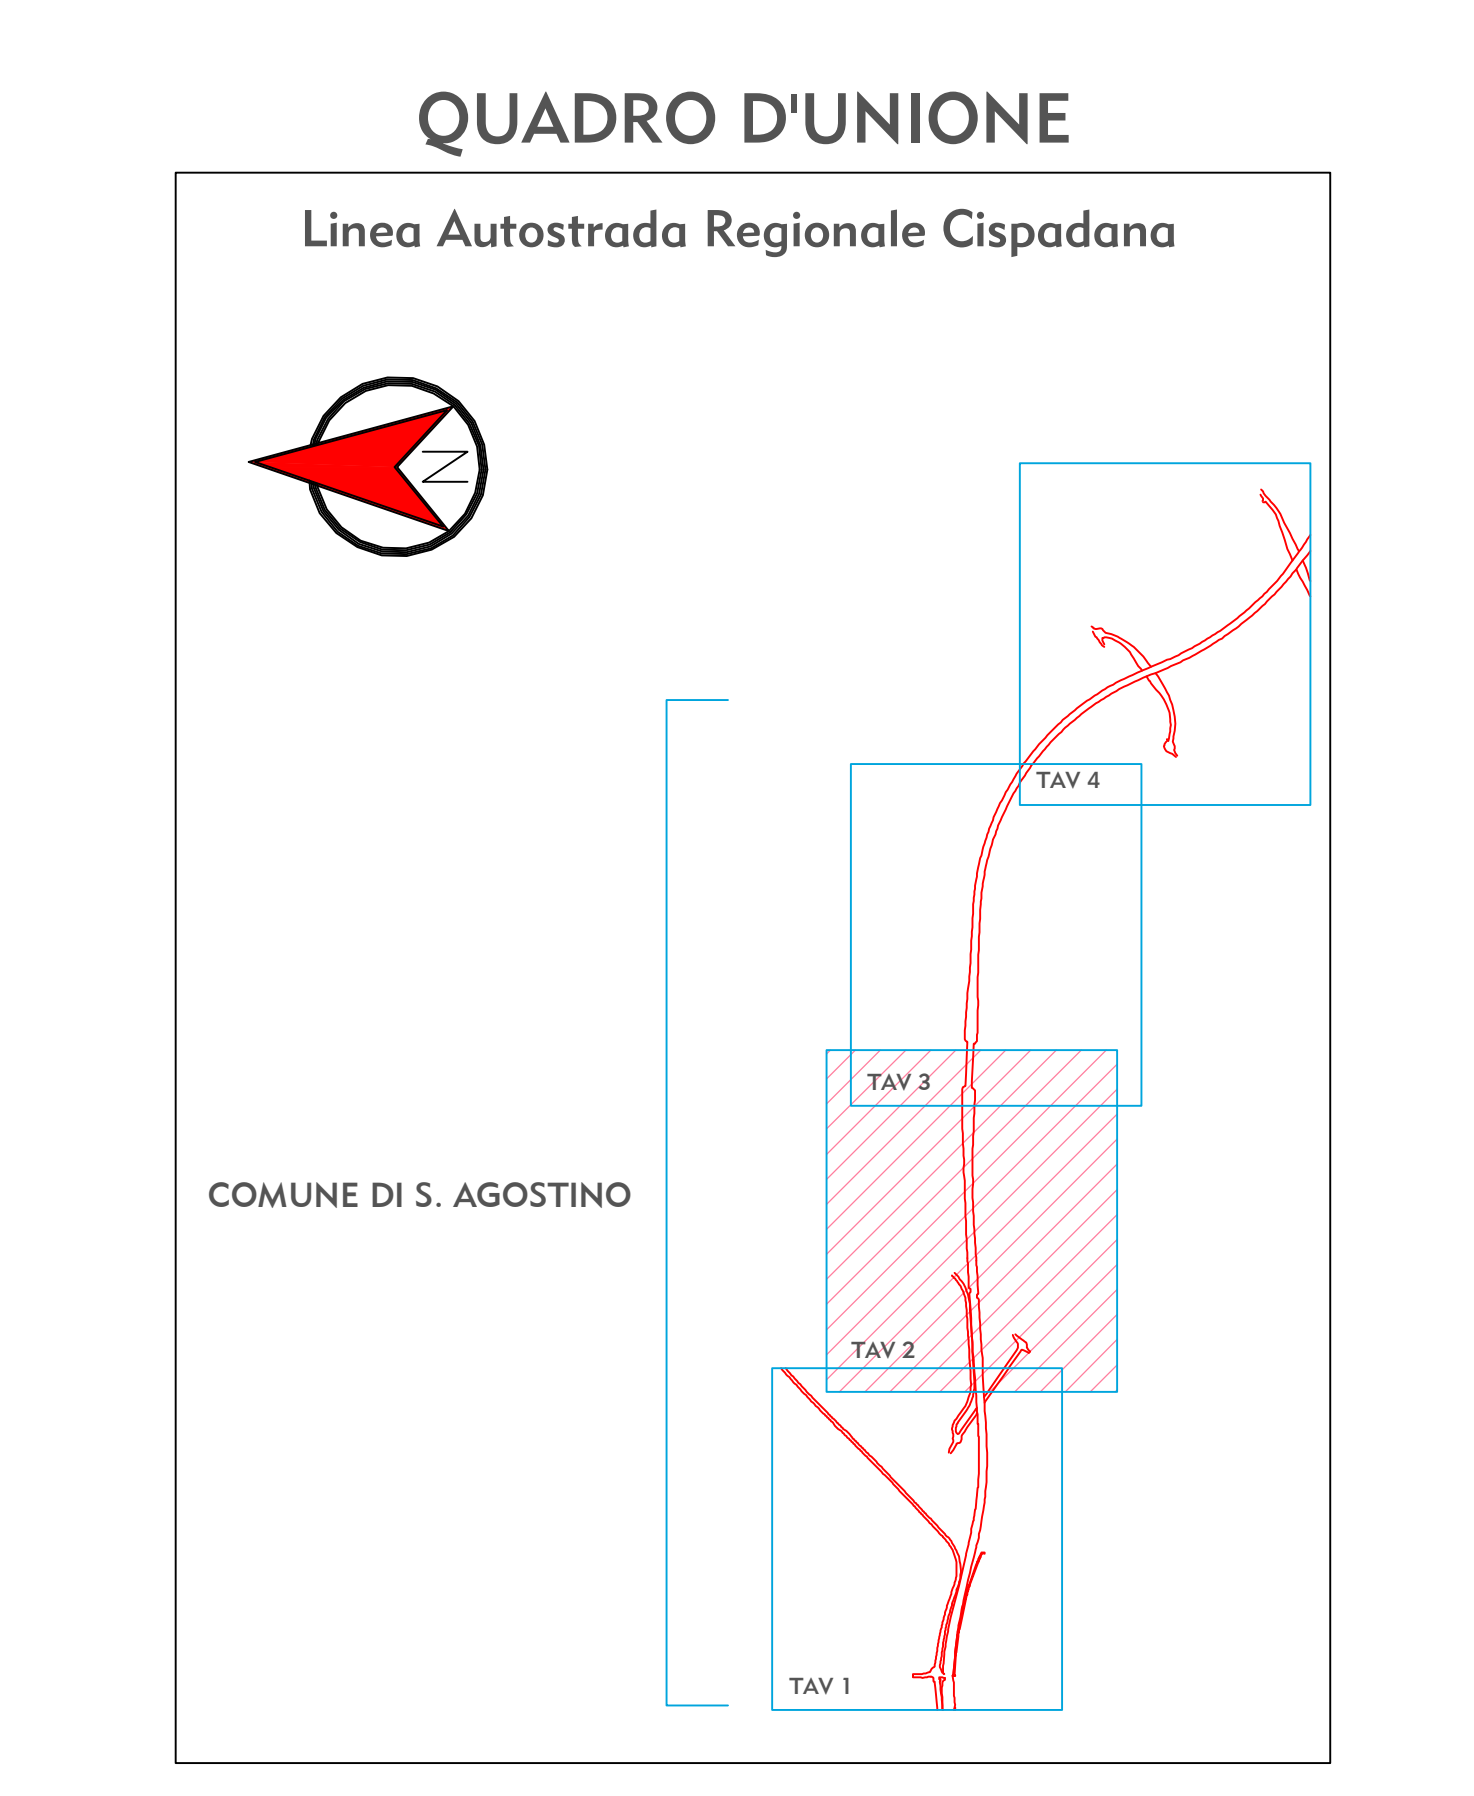 QUADRO D'UNIONE
Linea Autostrada Regionale Cispadana
N
TAV 4
TAV 3
COMUNE DI S. AGOSTINO
TAV 2
TAV 1